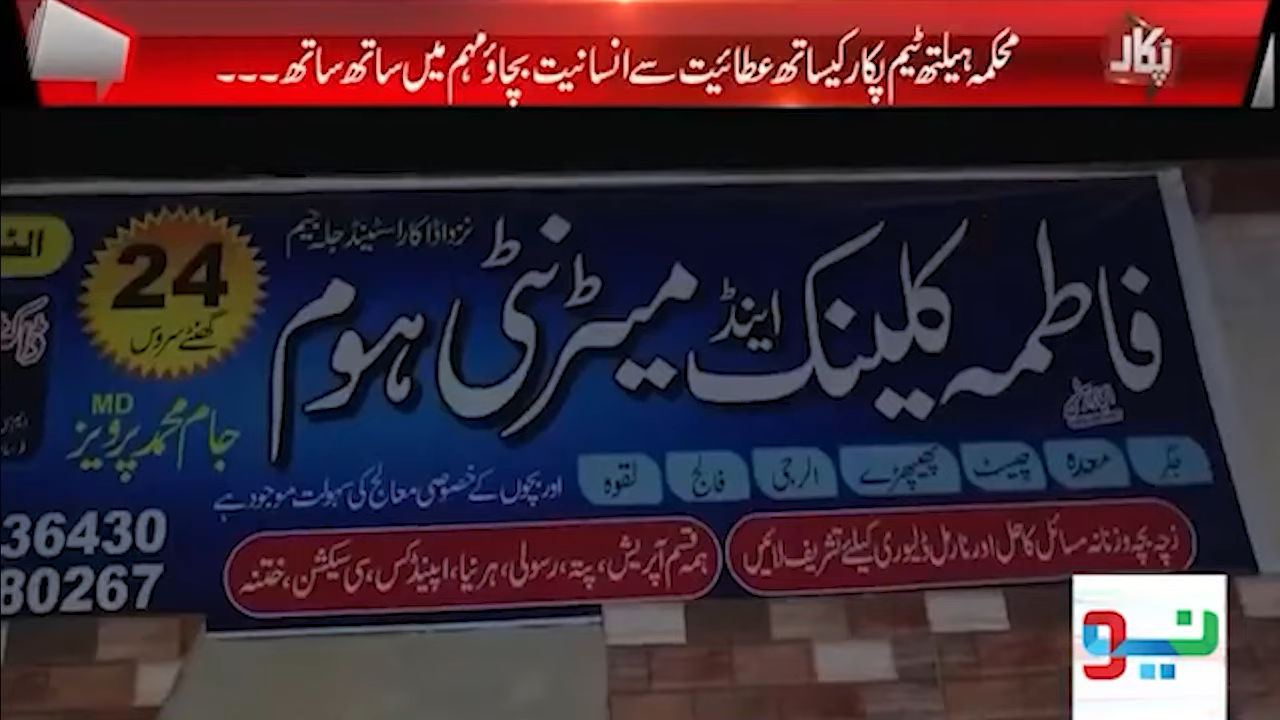 پکار
محکمہ ہیلتھ ٹیم پکار کیساتھ عطائیت سے انسانیت بچاؤ مہم میں ساتھ ساتھ ۔۔۔
نزد اڈا کار اسٹینڈ جلہ جیم
فاطمہ کلینک اینڈ میٹرنٹی ہوم
24
گھنٹے سروس
MD
جام محمد پرویز
جگر معدہ چیسٹ پھیپھڑے الرجی فالج لقوہ
اور بچوں کے خصوصی معالج کی سہولت موجود ہے
زچہ بچہ و زنانہ مسائل کا حل اور نارمل ڈلیوری کیلئے تشریف لائیں
ہمہ قسم آپریشن، پتہ، رسولی، ہرنیا، اپینڈکس، سی سیکشن، ختنہ
36430
80267
نیو